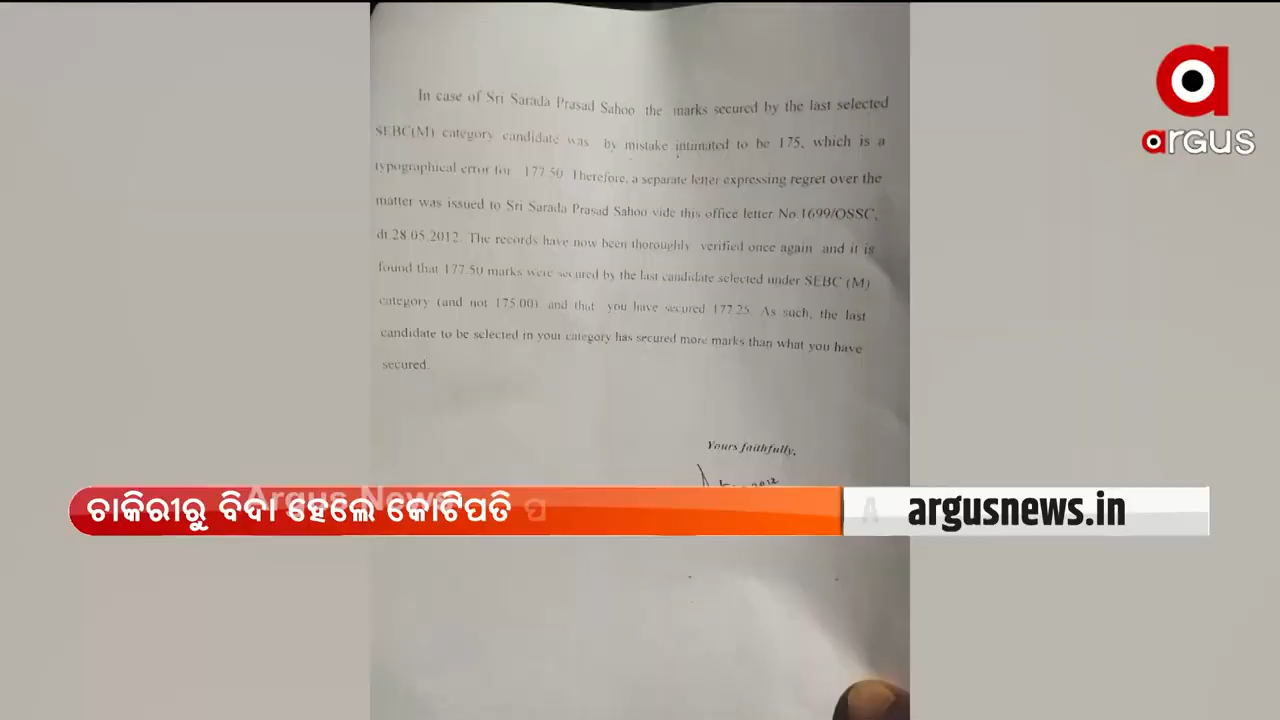 argus
In case of Sri Sarada Prasad Sahoo the marks secured by the last selected
SEBC(M) category candidate was by mistake intimated to be 175, which is a
typographical error for 177.50 Therefore, a separate letter expressing regret over the
matter was issued to Sri Sarada Prasad Sahoo vide this office letter No.1699/OSSC,
dt.28.05.2012. The records have now been thoroughly verified once again and it is
found that 177.50 marks were secured by the last candidate selected under SEBC (M)
category (and not 175.00) and that you have secured 177.25. As such, the last
candidate to be selected in your category has secured more marks than what you have
secured.
Yours faithfully,
Argus News
ଚାକିରୀରୁ ବିଦା ହେଲେ କୋଟିପତି ପ
A argusnews.in